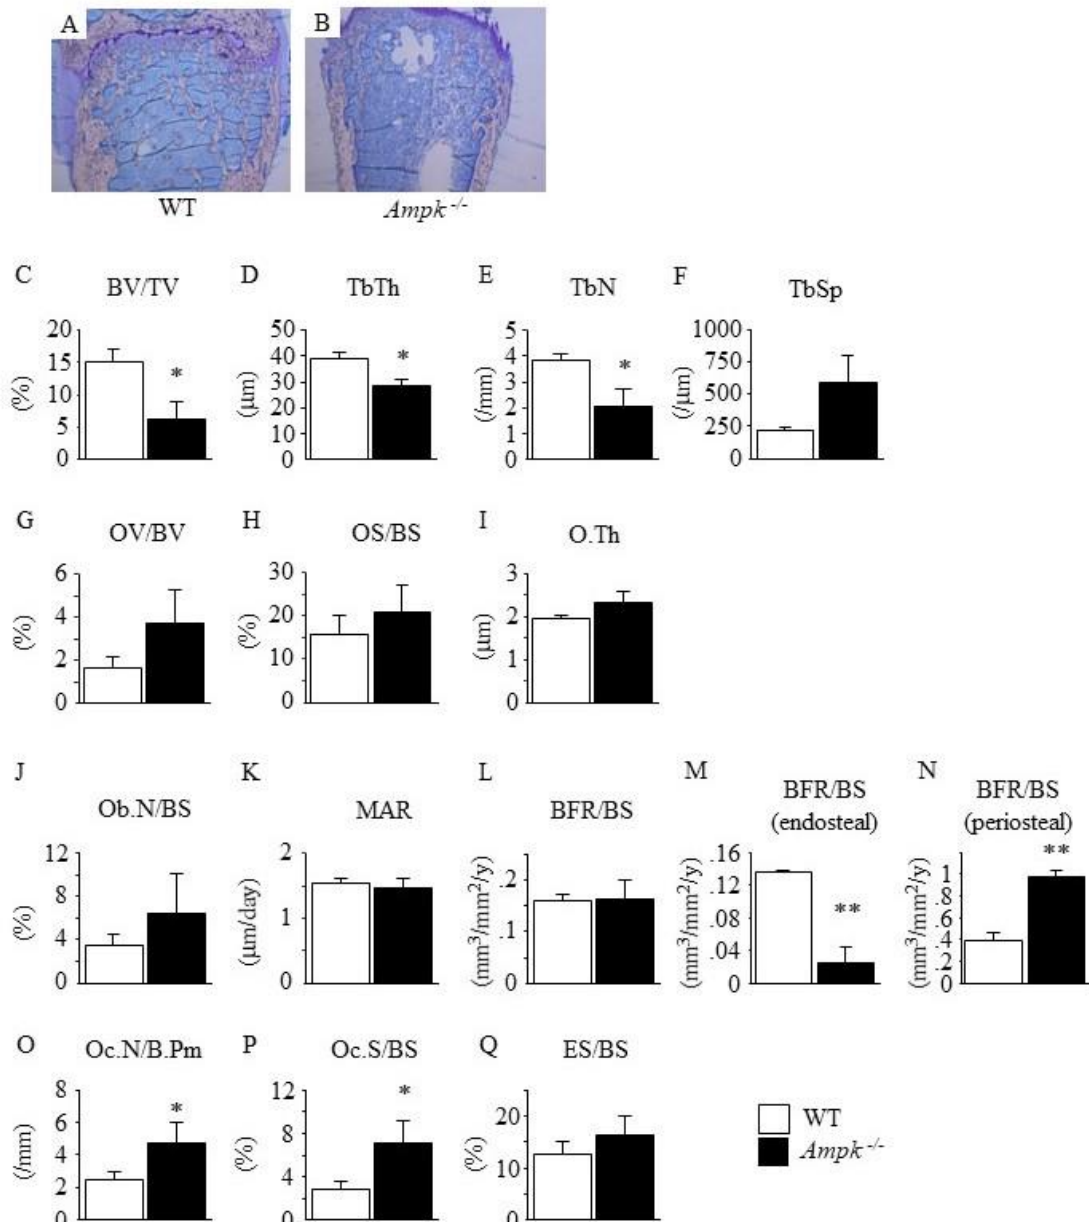 A
B
WT
Ampk -/-
C
BV/TV
D
TbTh
E
TbN
F
TbSp
20
15
10
5
0
(%)
*
50
40
30
20
10
0
(μm)
*
5
4
3
2
1
0
(/mm)
*
1000
750
500
250
0
(/μm)
G
OV/BV
H
OS/BS
I
O.Th
6
4
2
0
(%)
30
20
10
0
(%)
3
2
1
0
(μm)
J
Ob.N/BS
K
MAR
L
BFR/BS
M
BFR/BS
(endosteal)
N
BFR/BS
(periosteal)
12
8
4
0
(%)
2
1
0
(μm/day)
.2
.1
0
(mm³/mm²/y)
.16
.12
.08
.04
0
(mm³/mm²/y)
**
1
.8
.6
.4
.2
0
(mm³/mm²/y)
**
O
Oc.N/B.Pm
P
Oc.S/BS
Q
ES/BS
8
6
4
2
0
(/mm)
*
12
8
4
0
(%)
*
20
10
0
(%)
WT
Ampk -/-